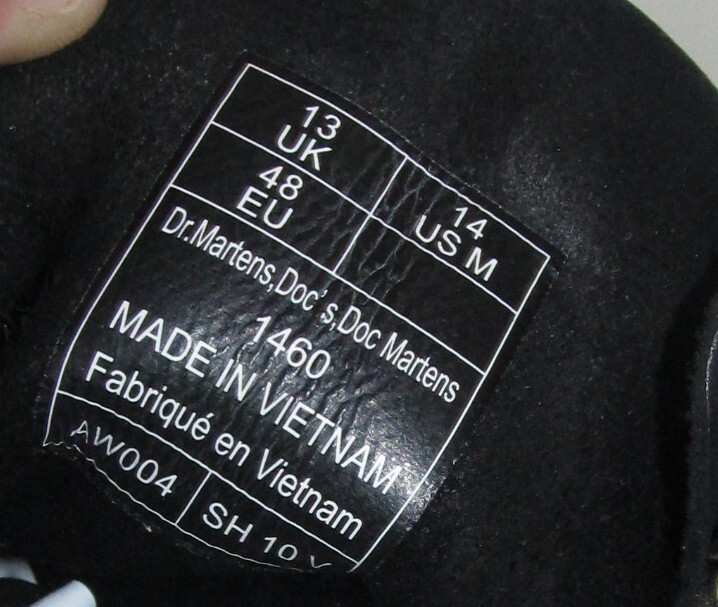 13
UK
14
US M
48
EU
Dr.Martens,Doc's,Doc Martens
1460
MADE IN VIETNAM
Fabriqué en Vietnam
AW004
SH 10